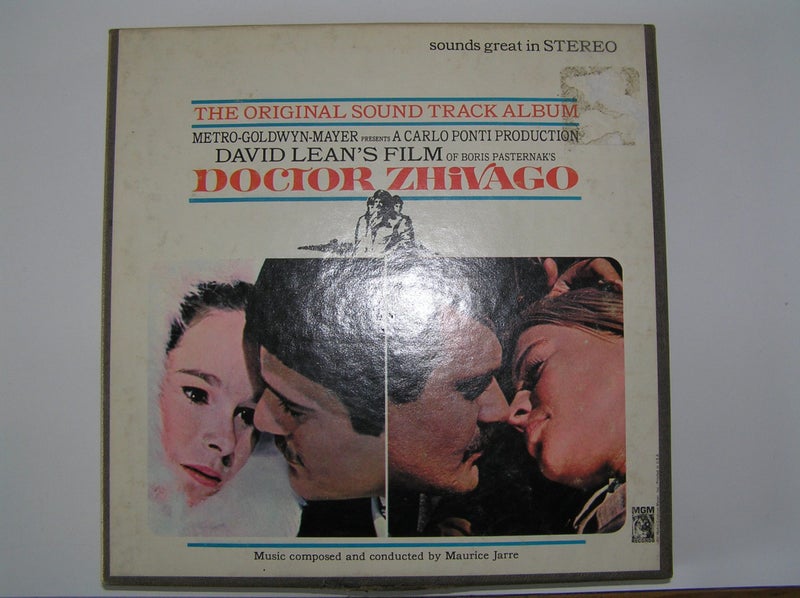 sounds great in STEREO
THE ORIGINAL SOUND TRACK ALBUM
METRO-GOLDWYN-MAYER PRESENTS A CARLO PONTI PRODUCTION
DAVID LEAN'S FILM OF BORIS PASTERNAK'S
DOCTOR ZHiVAGO
MGM
RECORDS
Music composed and conducted by Maurice Jarre